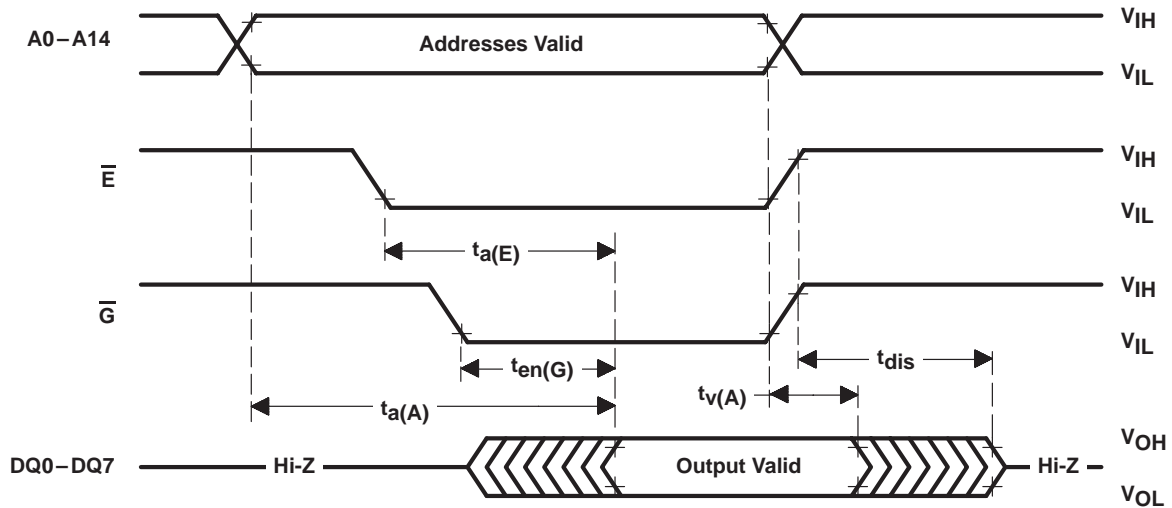 A0–A14 Addresses Valid VIH
VIL
E VIH
VIL
ta(E)
G VIH
VIL
ten(G) tdis
ta(A) tv(A)
VOH
DQ0–DQ7 Hi-Z Output Valid Hi-Z
VOL